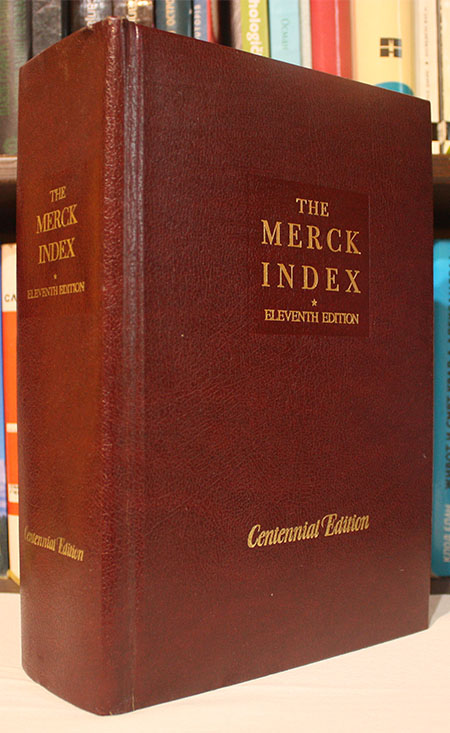 THE
MERCK
INDEX
ELEVENTH EDITION
Centennial Edition
THE
MERCK
INDEX
ELEVENTH EDITION
Centennial Edition